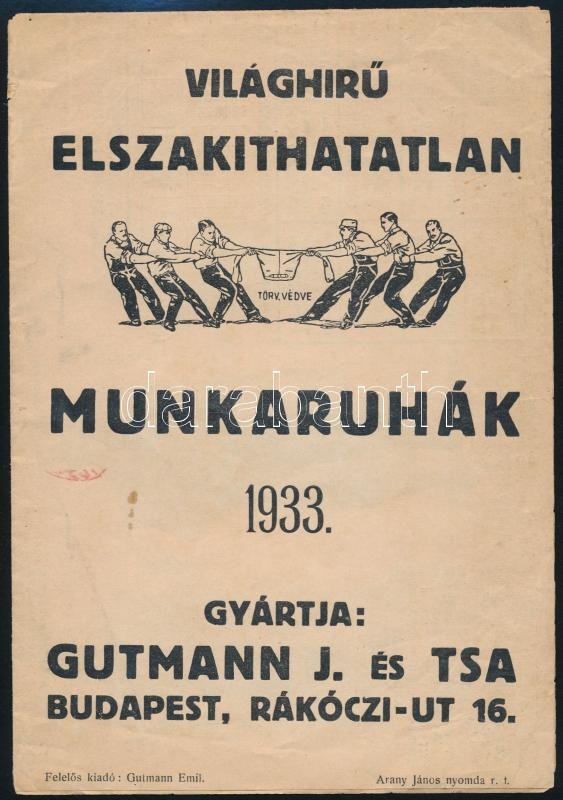 VILÁGHIRŰ
ELSZAKITHATATLAN
TÖRV. VÉDVE
MUNKARUHÁK
darabanth
1933.
GYÁRTJA:
GUTMANN J. ÉS TSA
BUDAPEST, RÁKÓCZI-UT 16.
Felelős kiadó: Gutmann Emil.
Arany János nyomda r. t.